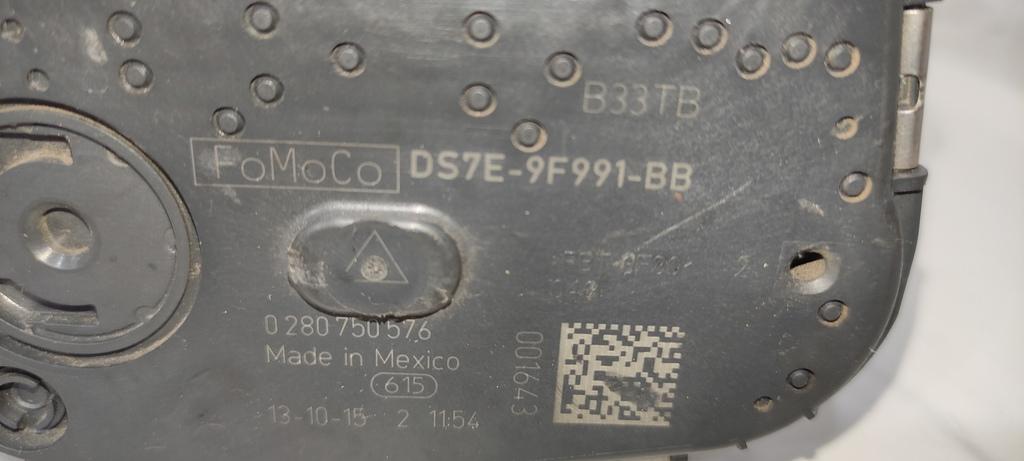 B33TB
FoMoCo DS7E-9F991-BB
0 280 750 576
Made in Mexico
615
13-10-15 2 11:54
001643